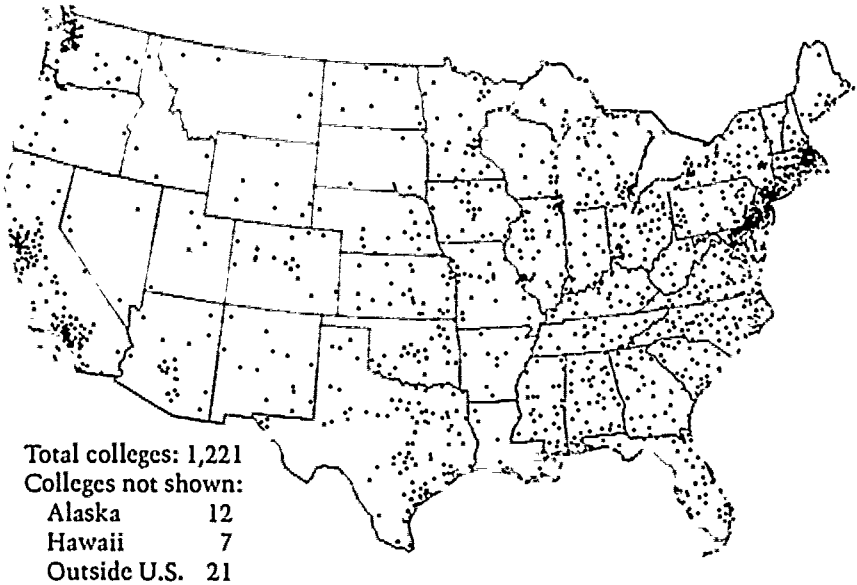 Total colleges: 1,221
Colleges not shown:
Alaska 12
Hawaii 7
Outside U.S. 21